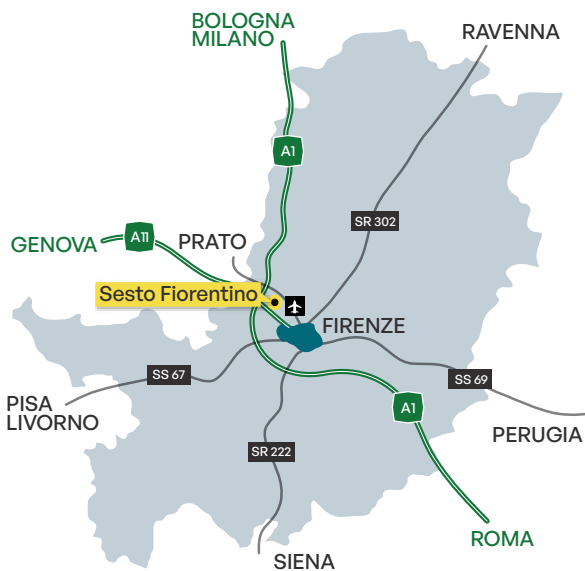 BOLOGNA
MILANO
RAVENNA
A1
SR 302
A11
GENOVA
PRATO
Sesto Fiorentino
FIRENZE
SS 67
SS 69
PISA
LIVORNO
A1
PERUGIA
SR 222
ROMA
SIENA